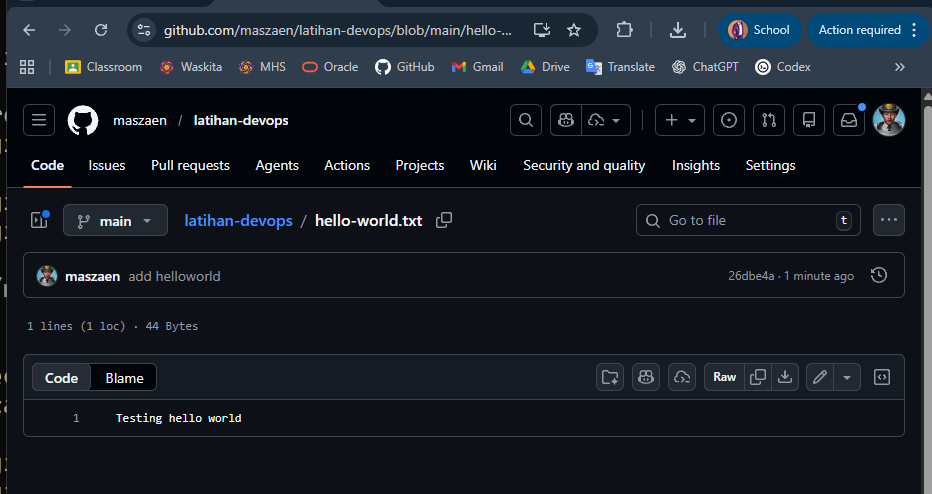 github.com/maszaen/latihan-devops/blob/main/hello-...
School
Action required
Classroom
Waskita
MHS
Oracle
GitHub
Gmail
Drive
Translate
ChatGPT
Codex
maszaen / latihan-devops
Code Issues Pull requests Agents Actions Projects Wiki Security and quality Insights Settings
main
latihan-devops / hello-world.txt
Go to file
t
maszaen add helloworld
26dbe4a · 1 minute ago
1 lines (1 loc) · 44 Bytes
Code Blame
Raw
1 Testing hello world